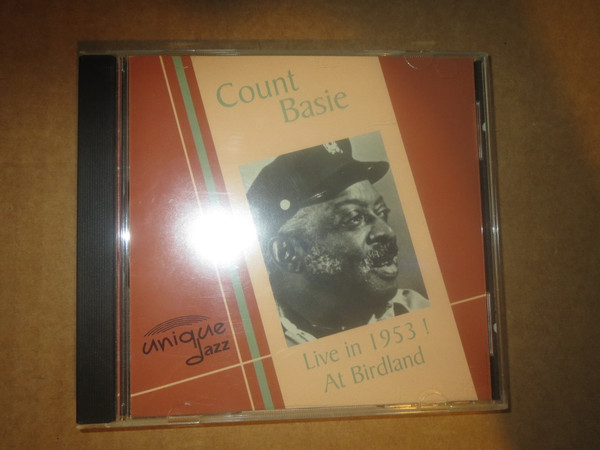 Count
Basie
unique
Jazz
Live in 1953 !
At Birdland